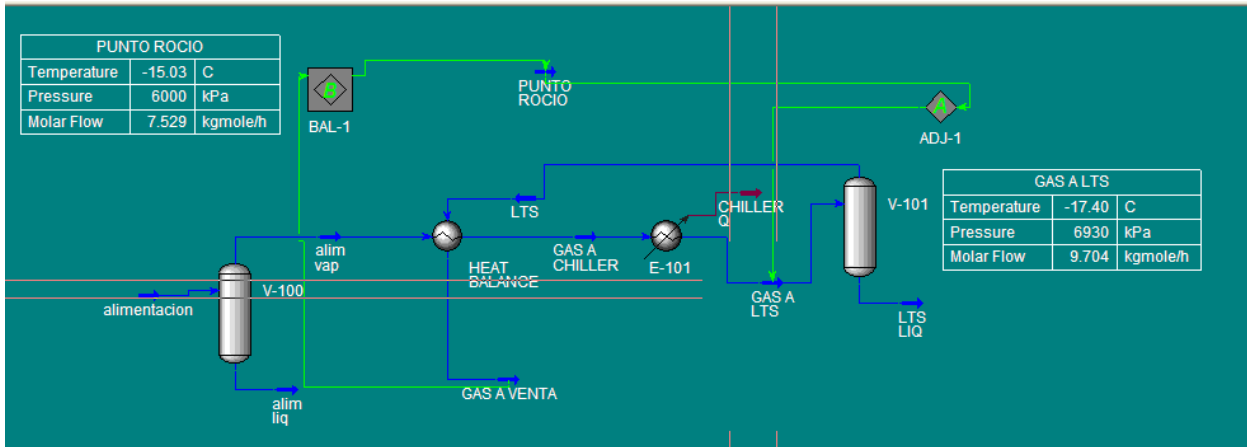 PUNTO ROCIO
Temperature -15.03 C
Pressure 6000 kPa
Molar Flow 7.529 kgmole/h
B
BAL-1
PUNTO
ROCIO
A
ADJ-1
GAS A LTS
Temperature -17.40 C
Pressure 6930 kPa
Molar Flow 9.704 kgmole/h
LTS
CHILLER
Q
V-101
alim
vap
HEAT
BALANCE
GAS A
CHILLER
E-101
V-100
alimentacion
GAS A
LTS
LTS
LIQ
alim
liq
GAS A VENTA